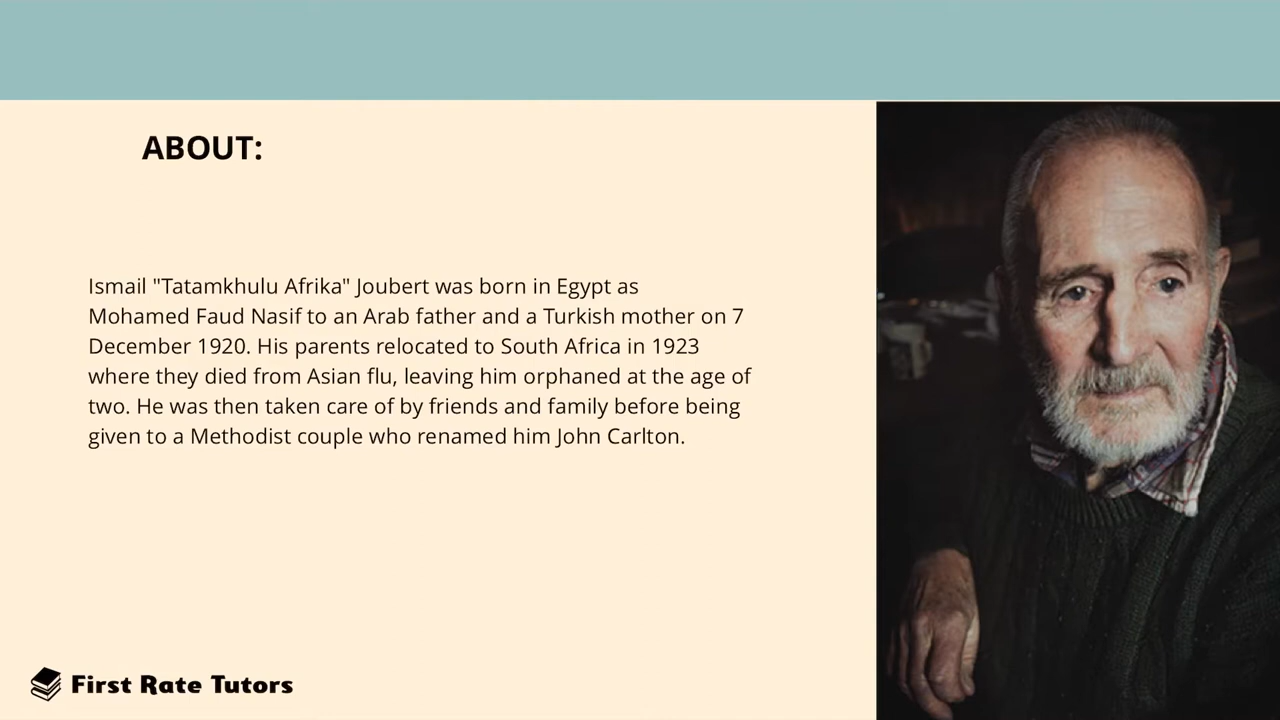 ABOUT:
Ismail "Tatamkhulu Afrika" Joubert was born in Egypt as
Mohamed Faud Nasif to an Arab father and a Turkish mother on 7
December 1920. His parents relocated to South Africa in 1923
where they died from Asian flu, leaving him orphaned at the age of
two. He was then taken care of by friends and family before being
given to a Methodist couple who renamed him John Carlton.
First Rate Tutors